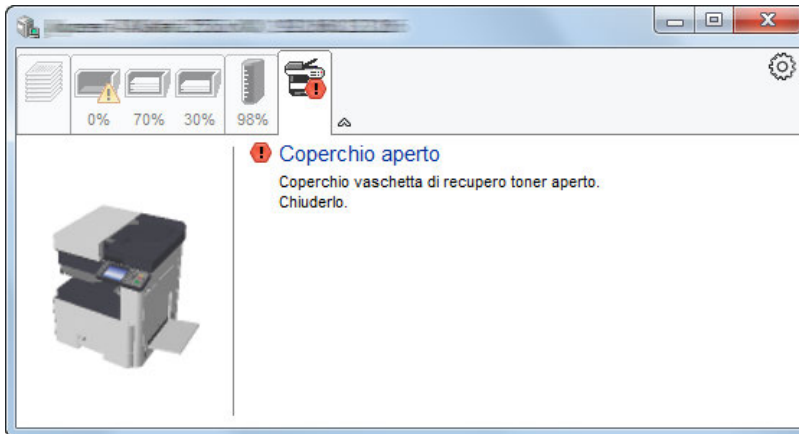 0% 70% 30% 98%
Coperchio aperto
Coperchio vaschetta di recupero toner aperto.
Chiuderlo.